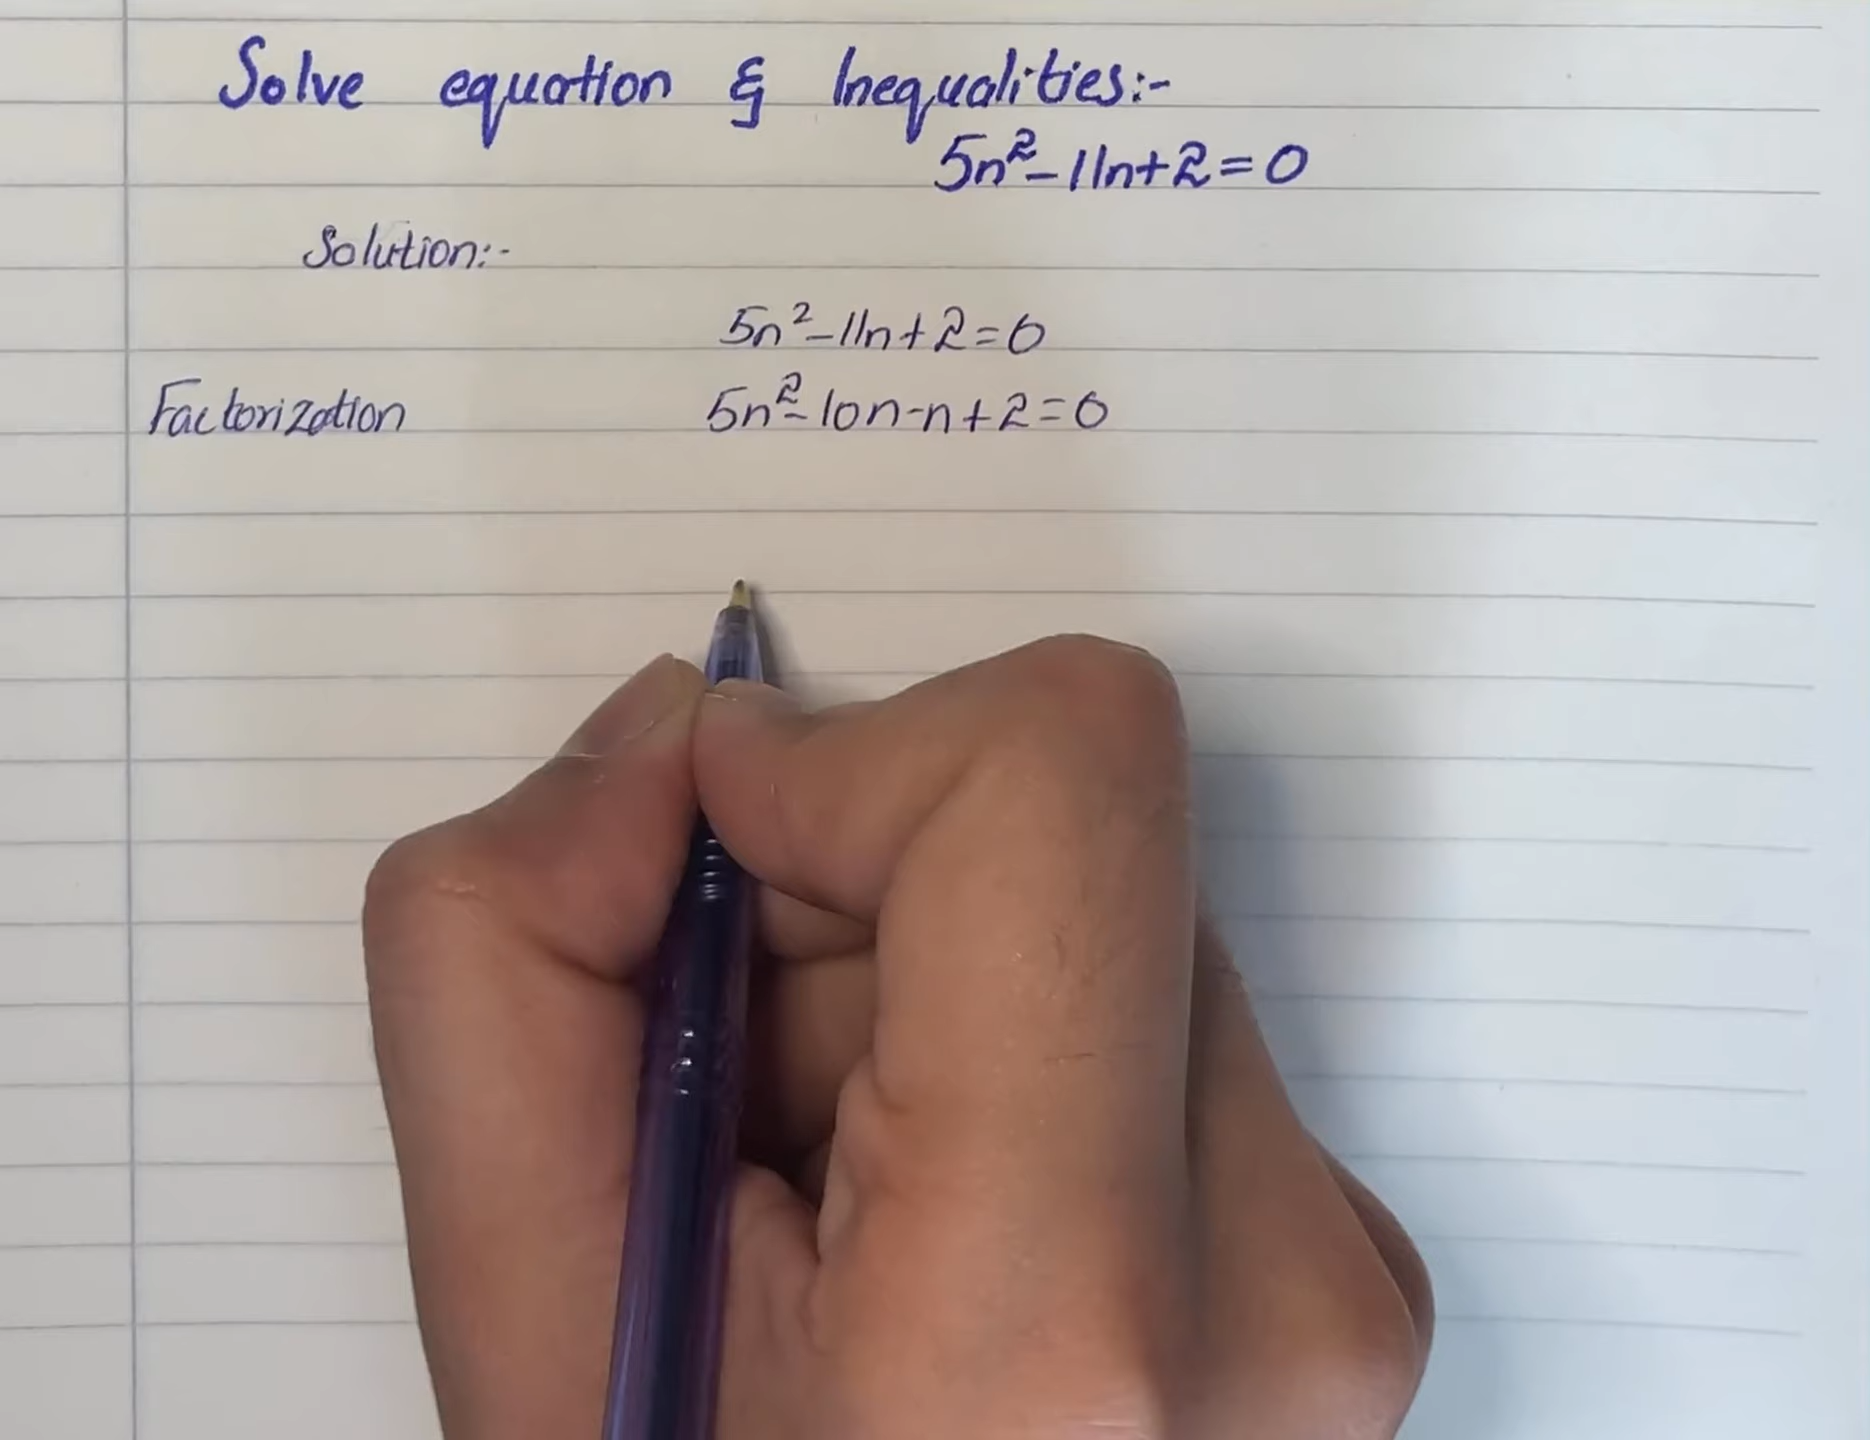 Solve equation & Inequalities:-
5n²-11n+2=0
Solution:-
5n²-11n+2=0
Factorization 5n²-10n-n+2=0